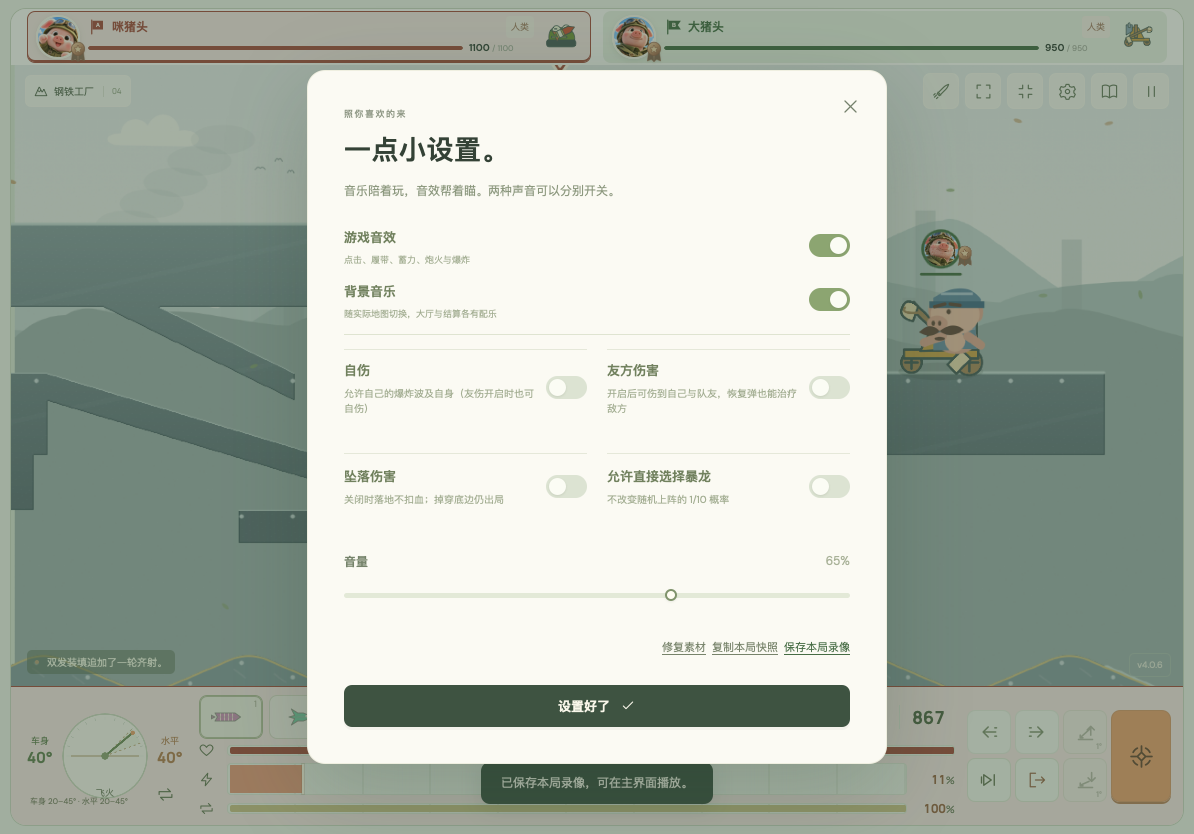 咪猪头
人类
1100 / 1100
大猪头
人类
950 / 950
钢铁工厂 04
照你喜欢的来
一点小设置。
音乐陪着玩，音效帮着瞄。两种声音可以分别开关。
游戏音效
点击、履带、蓄力、炮火与爆炸
背景音乐
随实际地图切换，大厅与结算各有配乐
自伤
允许自己的爆炸波及自身（友伤开启时也可
自伤）
友方伤害
开启后可伤到自己与队友，恢复弹也能治疗
敌方
坠落伤害
关闭时落地不扣血；掉穿底边仍出局
允许直接选择暴龙
不改变随机上阵的 1/10 概率
音量
65%
修复素材 复制本局快照 保存本局录像
设置好了
双发装填追加了一轮齐射。
v4.0.6
车身
40°
水平
40°
飞火
车身 20–45° · 水平 20–45°
1
867
11%
100%
1°
1°
已保存本局录像，可在主界面播放。